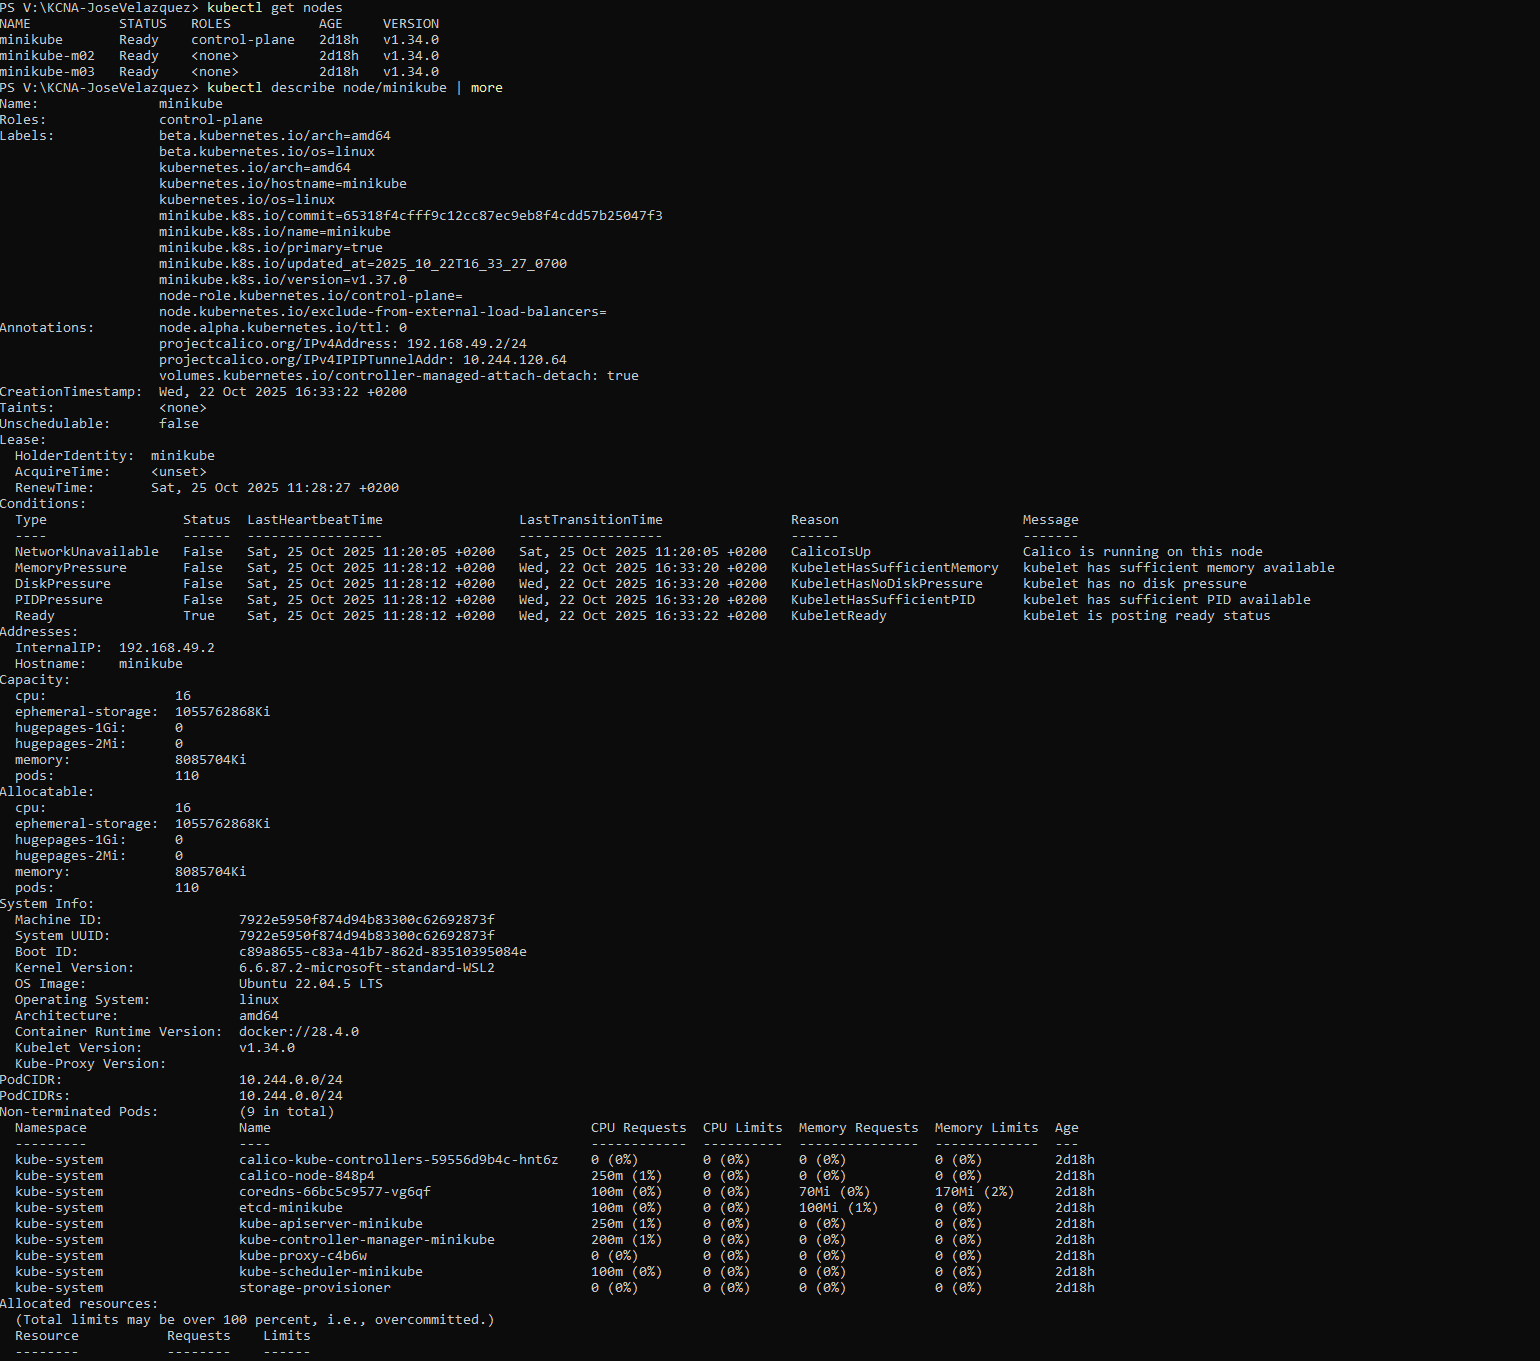 PS V:\KCNA-JoseVelazquez> kubectl get nodes
NAME           STATUS   ROLES           AGE     VERSION
minikube       Ready    control-plane   2d18h   v1.34.0
minikube-m02   Ready    <none>          2d18h   v1.34.0
minikube-m03   Ready    <none>          2d18h   v1.34.0
PS V:\KCNA-JoseVelazquez> kubectl describe node/minikube | more
Name:               minikube
Roles:              control-plane
Labels:             beta.kubernetes.io/arch=amd64
                    beta.kubernetes.io/os=linux
                    kubernetes.io/arch=amd64
                    kubernetes.io/hostname=minikube
                    kubernetes.io/os=linux
                    minikube.k8s.io/commit=65318f4cfff9c12cc87ec9eb8f4cdd57b25047f3
                    minikube.k8s.io/name=minikube
                    minikube.k8s.io/primary=true
                    minikube.k8s.io/updated_at=2025_10_22T16_33_27_0700
                    minikube.k8s.io/version=v1.37.0
                    node-role.kubernetes.io/control-plane=
                    node.kubernetes.io/exclude-from-external-load-balancers=
Annotations:        node.alpha.kubernetes.io/ttl: 0
                    projectcalico.org/IPv4Address: 192.168.49.2/24
                    projectcalico.org/IPv4IPIPTunnelAddr: 10.244.120.64
                    volumes.kubernetes.io/controller-managed-attach-detach: true
CreationTimestamp:  Wed, 22 Oct 2025 16:33:22 +0200
Taints:             <none>
Unschedulable:      false
Lease:
  HolderIdentity:  minikube
  AcquireTime:     <unset>
  RenewTime:       Sat, 25 Oct 2025 11:28:27 +0200
Conditions:
  Type                 Status  LastHeartbeatTime                 LastTransitionTime                Reason                       Message
  ----                 ------  -----------------                 ------------------                ------                       -------
  NetworkUnavailable   False   Sat, 25 Oct 2025 11:20:05 +0200   Sat, 25 Oct 2025 11:20:05 +0200   CalicoIsUp                   Calico is running on this node
  MemoryPressure       False   Sat, 25 Oct 2025 11:28:12 +0200   Wed, 22 Oct 2025 16:33:20 +0200   KubeletHasSufficientMemory   kubelet has sufficient memory available
  DiskPressure         False   Sat, 25 Oct 2025 11:28:12 +0200   Wed, 22 Oct 2025 16:33:20 +0200   KubeletHasNoDiskPressure     kubelet has no disk pressure
  PIDPressure          False   Sat, 25 Oct 2025 11:28:12 +0200   Wed, 22 Oct 2025 16:33:20 +0200   KubeletHasSufficientPID      kubelet has sufficient PID available
  Ready                True    Sat, 25 Oct 2025 11:28:12 +0200   Wed, 22 Oct 2025 16:33:22 +0200   KubeletReady                 kubelet is posting ready status
Addresses:
  InternalIP:  192.168.49.2
  Hostname:    minikube
Capacity:
  cpu:                16
  ephemeral-storage:  1055762868Ki
  hugepages-1Gi:      0
  hugepages-2Mi:      0
  memory:             8085704Ki
  pods:               110
Allocatable:
  cpu:                16
  ephemeral-storage:  1055762868Ki
  hugepages-1Gi:      0
  hugepages-2Mi:      0
  memory:             8085704Ki
  pods:               110
System Info:
  Machine ID:                 7922e5950f874d94b83300c62692873f
  System UUID:                7922e5950f874d94b83300c62692873f
  Boot ID:                    c89a8655-c83a-41b7-862d-83510395084e
  Kernel Version:             6.6.87.2-microsoft-standard-WSL2
  OS Image:                   Ubuntu 22.04.5 LTS
  Operating System:           linux
  Architecture:               amd64
  Container Runtime Version:  docker://28.4.0
  Kubelet Version:            v1.34.0
  Kube-Proxy Version:
PodCIDR:                      10.244.0.0/24
PodCIDRs:                     10.244.0.0/24
Non-terminated Pods:          (9 in total)
  Namespace                   Name                                        CPU Requests  CPU Limits  Memory Requests  Memory Limits  Age
  ---------                   ----                                        ------------  ----------  ---------------  -------------  ---
  kube-system                 calico-kube-controllers-59556d9b4c-hnt6z    0 (0%)        0 (0%)      0 (0%)           0 (0%)         2d18h
  kube-system                 calico-node-848p4                           250m (1%)     0 (0%)      0 (0%)           0 (0%)         2d18h
  kube-system                 coredns-66bc5c9577-vg6qf                    100m (0%)     0 (0%)      70Mi (0%)        170Mi (2%)     2d18h
  kube-system                 etcd-minikube                               100m (0%)     0 (0%)      100Mi (1%)       0 (0%)         2d18h
  kube-system                 kube-apiserver-minikube                     250m (1%)     0 (0%)      0 (0%)           0 (0%)         2d18h
  kube-system                 kube-controller-manager-minikube            200m (1%)     0 (0%)      0 (0%)           0 (0%)         2d18h
  kube-system                 kube-proxy-c4b6w                            0 (0%)        0 (0%)      0 (0%)           0 (0%)         2d18h
  kube-system                 kube-scheduler-minikube                     100m (0%)     0 (0%)      0 (0%)           0 (0%)         2d18h
  kube-system                 storage-provisioner                         0 (0%)        0 (0%)      0 (0%)           0 (0%)         2d18h
Allocated resources:
  (Total limits may be over 100 percent, i.e., overcommitted.)
  Resource           Requests    Limits
  --------           --------    ------